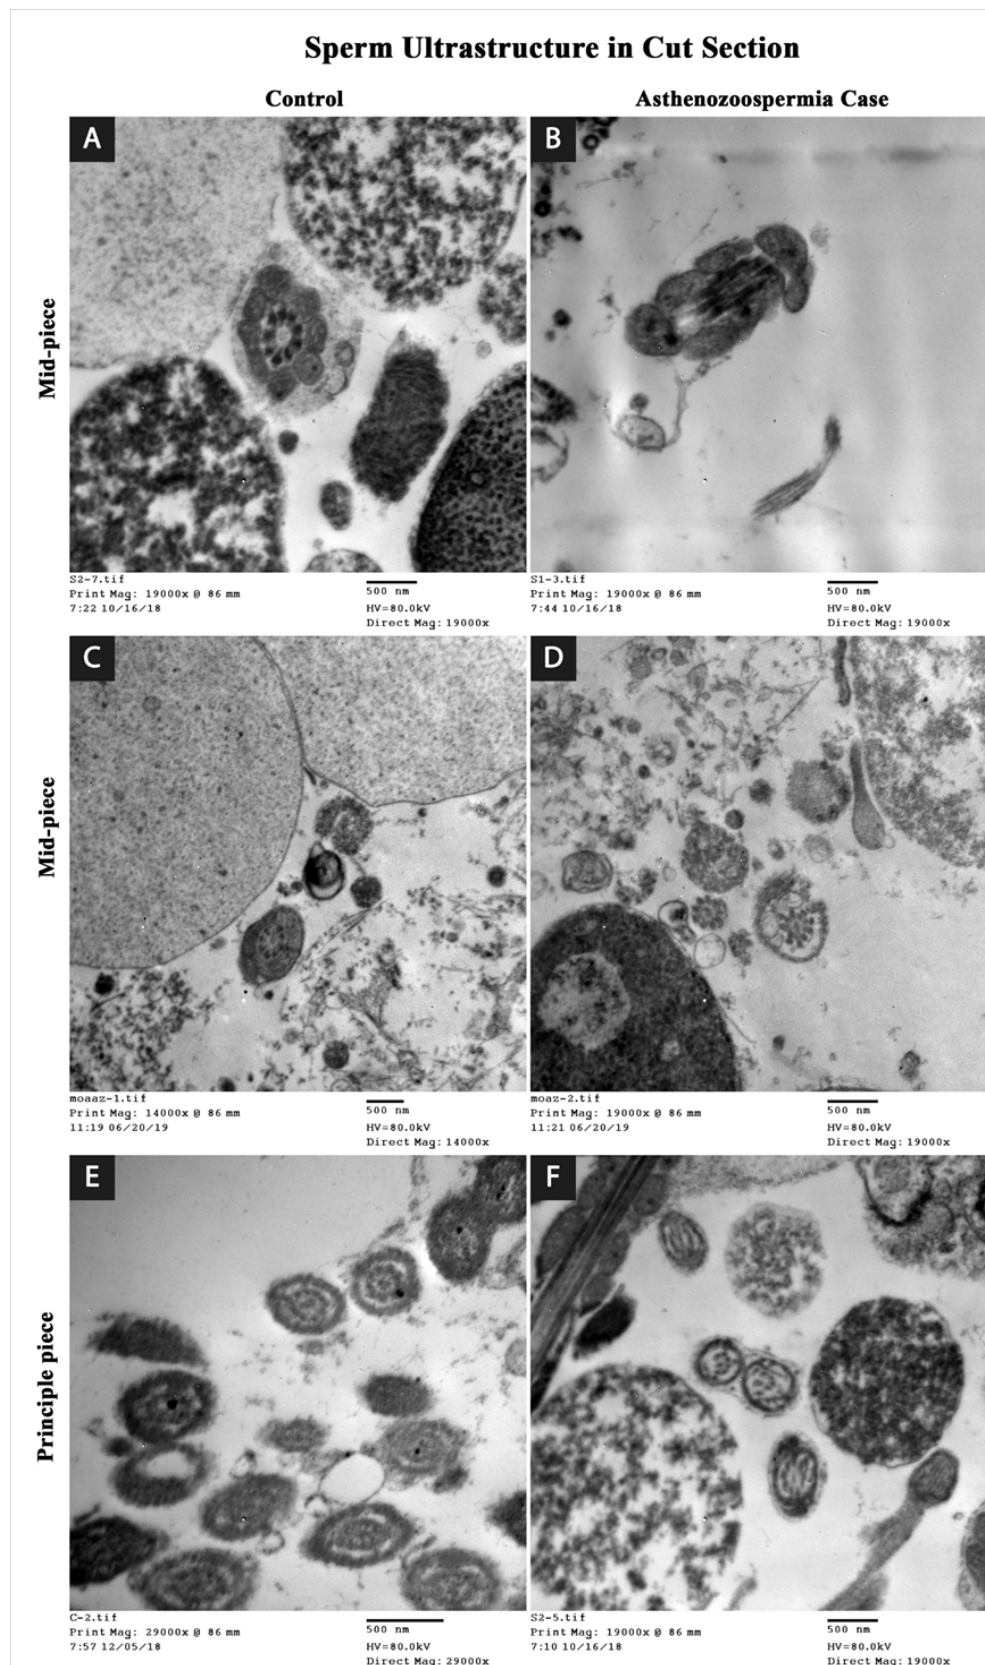 Sperm Ultrastructure in Cut Section
Control
Asthenozoospermia Case
Mid-piece
A
B
S2-7.tif
Print Mag: 19000x @ 86 mm
7:22 10/16/18
500 nm
HV=80.0kV
Direct Mag: 19000x
S1-3.tif
Print Mag: 19000x @ 86 mm
7:44 10/16/18
500 nm
HV=80.0kV
Direct Mag: 19000x
Mid-piece
C
D
moaaz-1.tif
Print Mag: 14000x @ 86 mm
11:19 06/20/19
500 nm
HV=80.0kV
Direct Mag: 14000x
moaz-2.tif
Print Mag: 19000x @ 86 mm
11:21 06/20/19
500 nm
HV=80.0kV
Direct Mag: 19000x
Principle piece
E
F
C-2.tif
Print Mag: 29000x @ 86 mm
7:57 12/05/18
500 nm
HV=80.0kV
Direct Mag: 29000x
S2-5.tif
Print Mag: 19000x @ 86 mm
7:10 10/16/18
500 nm
HV=80.0kV
Direct Mag: 19000x